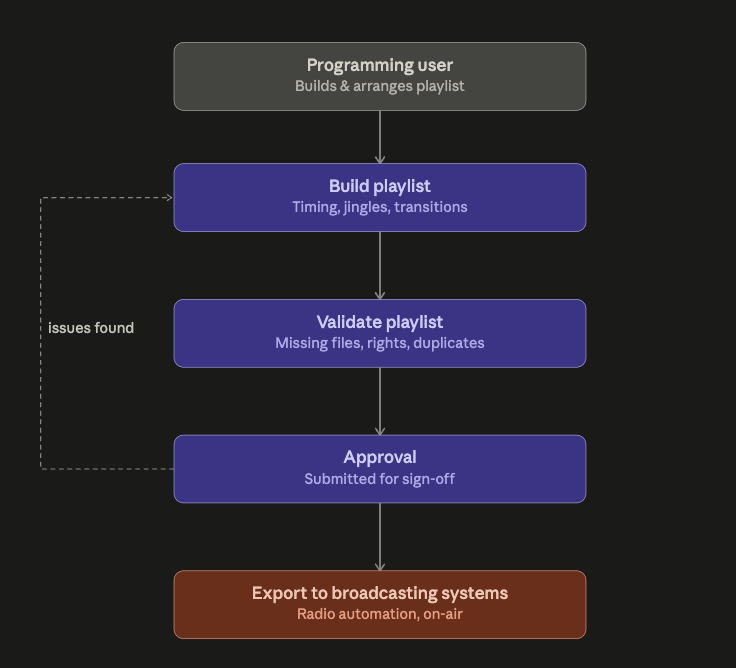 Programming user
Builds & arranges playlist
Build playlist
Timing, jingles, transitions
issues found
Validate playlist
Missing files, rights, duplicates
Approval
Submitted for sign-off
Export to broadcasting systems
Radio automation, on-air